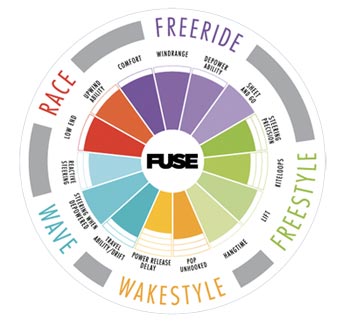 FREERIDE
COMFORT
WINDRANGE
DEPOWER
ABILITY
SHEET
AND GO
STEERING
PRECISION
KITELOOPS
LIFT
FREESTYLE
HANGTIME
POP
UNHOOKED
POWER RELEASE
DELAY
WAKESTYLE
TRAVEL
ABILITY/DRIFT
STEERING WHEN
DEPOWERED
REACTIVE
STEERING
WAVE
LOW END
UPWIND
ABILITY
RACE
FUSE